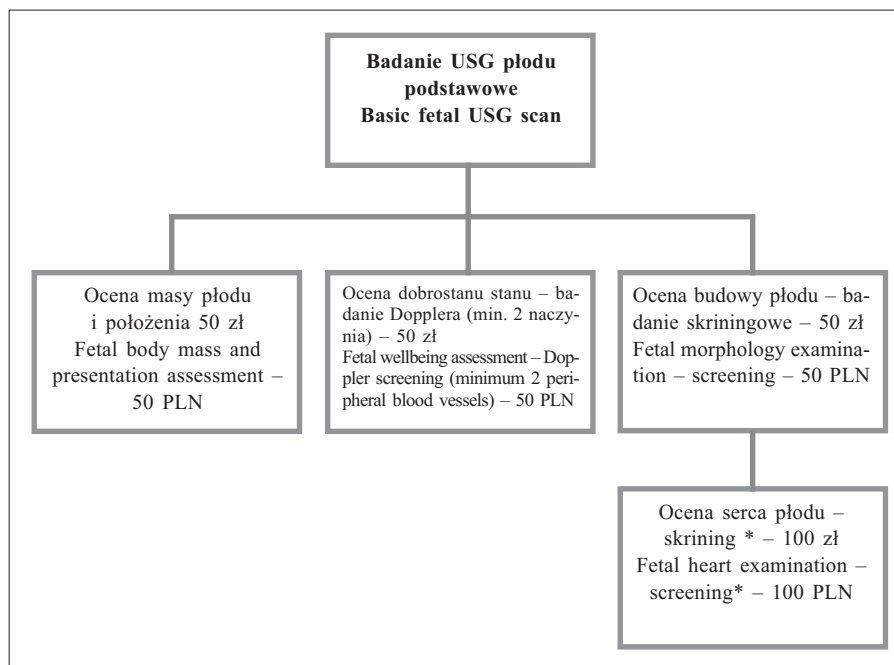 Badanie USG płodu
podstawowe
Basic fetal USG scan
Ocena masy płodu
i położenia 50 zł
Fetal body mass and
presentation assessment –
50 PLN
Ocena dobrostanu stanu – ba-
danie Dopplera (min. 2 naczy-
nia) – 50 zł
Fetal wellbeing assessment – Dop-
pler screening (minimum 2 peri-
pheral blood vessels) – 50 PLN
Ocena budowy płodu – ba-
danie skriningowe – 50 zł
Fetal morphology examina-
tion – screening – 50 PLN
Ocena serca płodu –
skrining * – 100 zł
Fetal heart examination –
screening* – 100 PLN